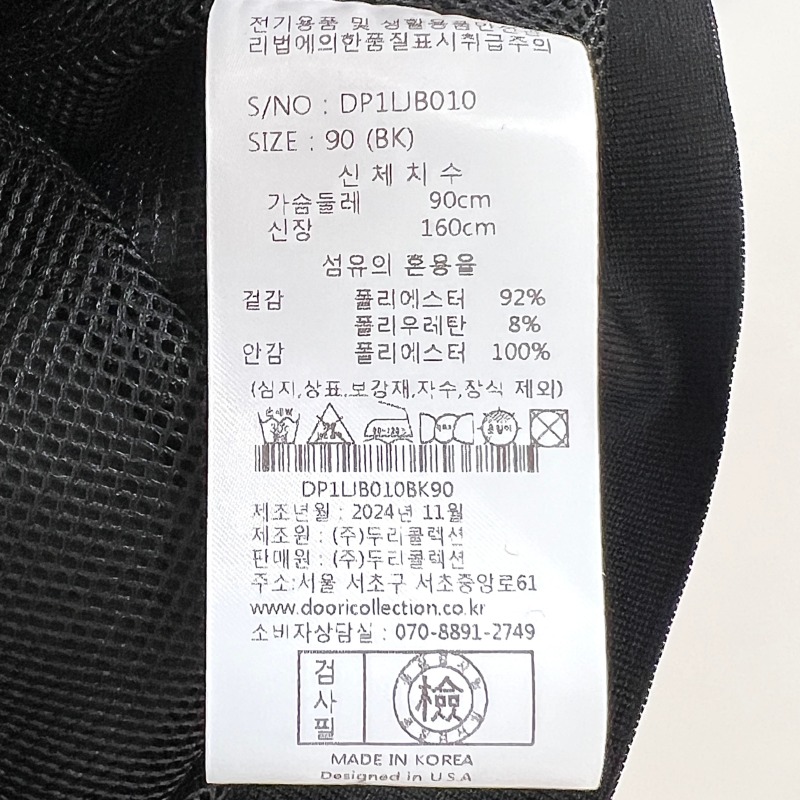 전기용품 및 생활용품안전관
리법에의한품질표시취급주의
S/NO : DP1LJB010
SIZE : 90 (BK)
신 체 치 수
가슴둘레 90cm
신장 160cm
섬유의 혼용율
겉감 폴리에스터 92%
폴리우레탄 8%
안감 폴리에스터 100%
(심지,상표,보강재,자수,장식 제외)
DP1LJB010BK90
제조년월 : 2024년 11월
제조원 : (주)두리콜렉션
판매원 : (주)두리콜렉션
주소:서울 서초구 서초중앙로61
www.dooricollection.co.kr
소비자상담실 : 070-8891-2749
검
사
필
檢
MADE IN KOREA
Designed in U.S.A